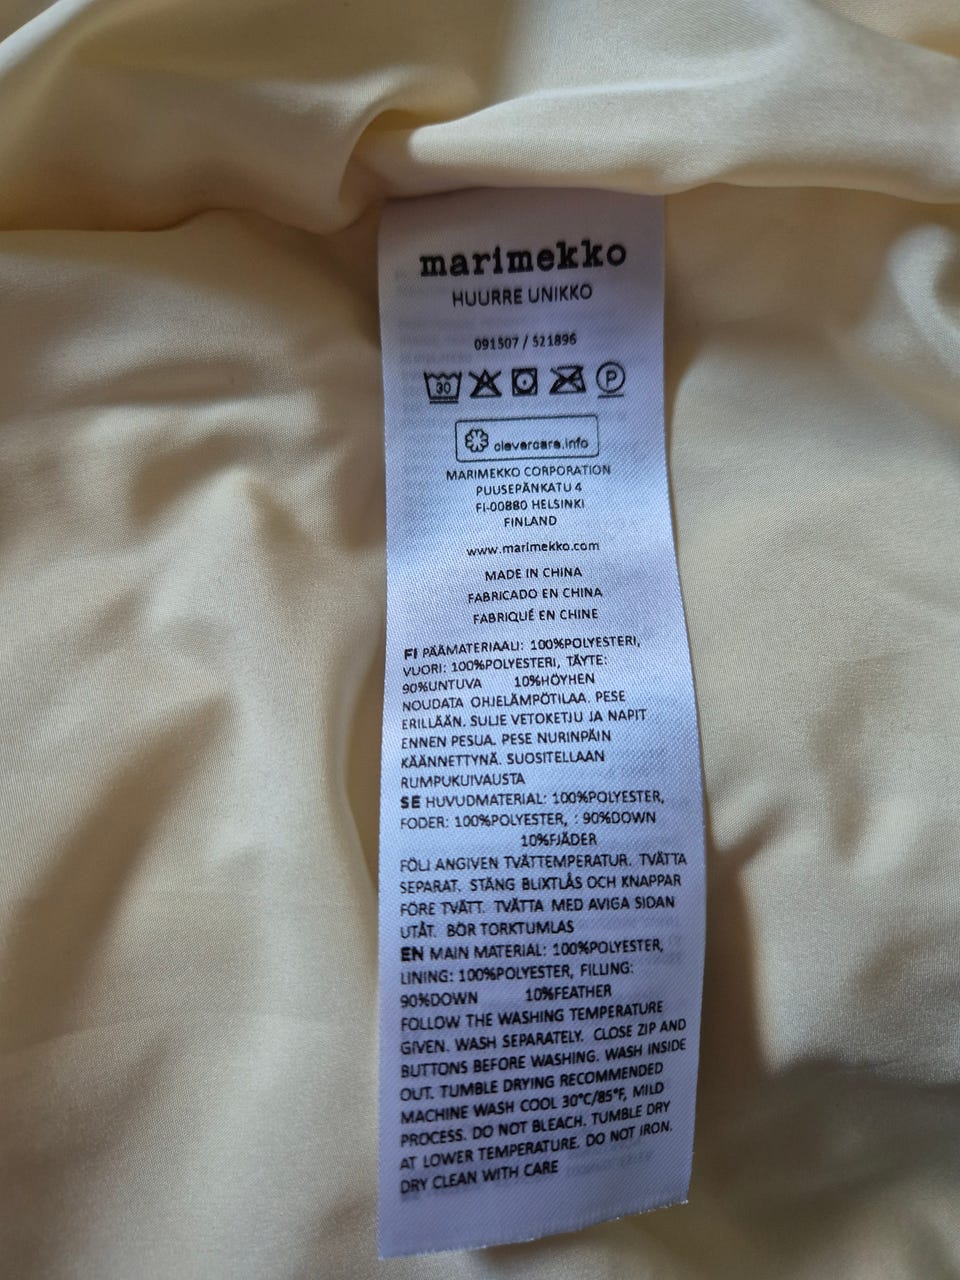 marimekko
HUURRE UNIKKO
091507 / 521896
30
P
clevercare.info
MARIMEKKO CORPORATION
PUUSEPÄNKATU 4
FI-00880 HELSINKI
FINLAND
www.marimekko.com
MADE IN CHINA
FABRICADO EN CHINA
FABRIQUÉ EN CHINE
FI PÄÄMATERIAALI: 100%POLYESTERI,
VUORI: 100%POLYESTERI, TÄYTE:
90%UNTUVA 10%HÖYHEN
NOUDATA OHJELÄMPÖTILAA. PESE
ERILLÄÄN. SULJE VETOKETJU JA NAPIT
ENNEN PESUA. PESE NURINPÄIN
KÄÄNNETTYNÄ. SUOSITELLAAN
RUMPUKUIVAUSTA
SE HUVUDMATERIAL: 100%POLYESTER,
FODER: 100%POLYESTER, : 90%DOWN
10%FJÄDER
FÖLJ ANGIVEN TVÄTTEMPERATUR. TVÄTTA
SEPARAT. STÄNG BLIXTLÅS OCH KNAPPAR
FÖRE TVÄTT. TVÄTTA MED AVIGA SIDAN
UTÅT. BÖR TORKTUMLAS
EN MAIN MATERIAL: 100%POLYESTER,
LINING: 100%POLYESTER, FILLING:
90%DOWN 10%FEATHER
FOLLOW THE WASHING TEMPERATURE
GIVEN. WASH SEPARATELY. CLOSE ZIP AND
BUTTONS BEFORE WASHING. WASH INSIDE
OUT. TUMBLE DRYING RECOMMENDED
MACHINE WASH COOL 30°C/85°F, MILD
PROCESS. DO NOT BLEACH. TUMBLE DRY
AT LOWER TEMPERATURE. DO NOT IRON.
DRY CLEAN WITH CARE